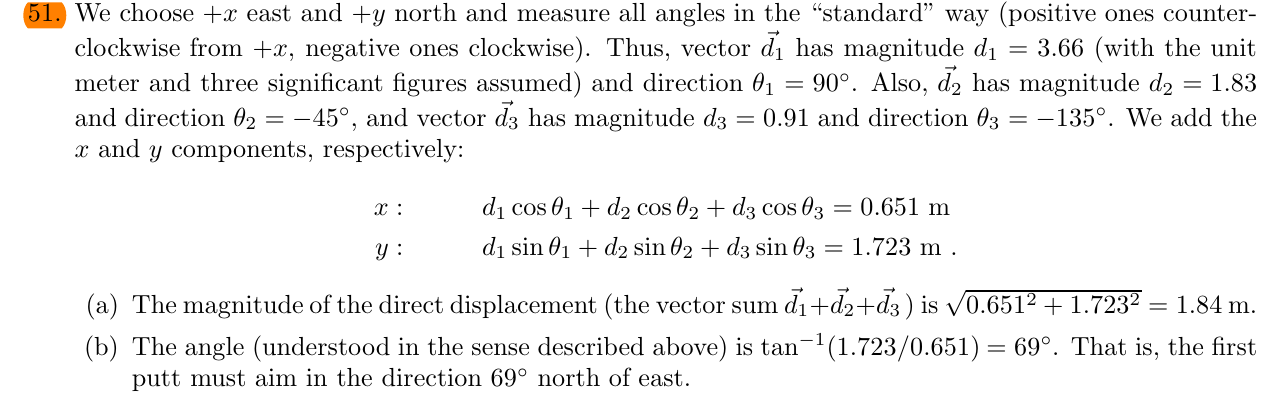 51. We choose +x east and +y north and measure all angles in the “standard” way (positive ones counter-
clockwise from +x, negative ones clockwise). Thus, vector d⃗₁ has magnitude d₁ = 3.66 (with the unit
meter and three significant figures assumed) and direction θ₁ = 90°. Also, d⃗₂ has magnitude d₂ = 1.83
and direction θ₂ = −45°, and vector d⃗₃ has magnitude d₃ = 0.91 and direction θ₃ = −135°. We add the
x and y components, respectively:
x : d₁ cos θ₁ + d₂ cos θ₂ + d₃ cos θ₃ = 0.651 m
y : d₁ sin θ₁ + d₂ sin θ₂ + d₃ sin θ₃ = 1.723 m .
(a) The magnitude of the direct displacement (the vector sum d⃗₁+d⃗₂+d⃗₃ ) is √0.651² + 1.723² = 1.84 m.
(b) The angle (understood in the sense described above) is tan⁻¹(1.723/0.651) = 69°. That is, the first
putt must aim in the direction 69° north of east.